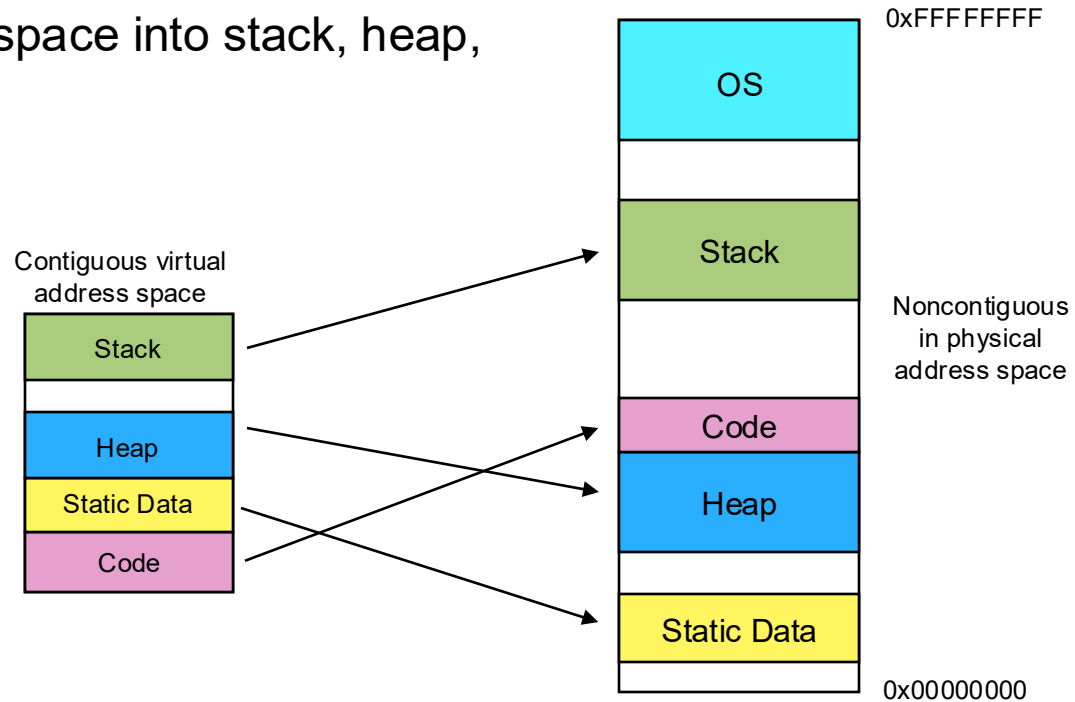 space into stack, heap,
Contiguous virtual
address space
Stack
Heap
Static Data
Code
0xFFFFFFFF
OS
Stack
Code
Heap
Static Data
0x00000000
Noncontiguous
in physical
address space